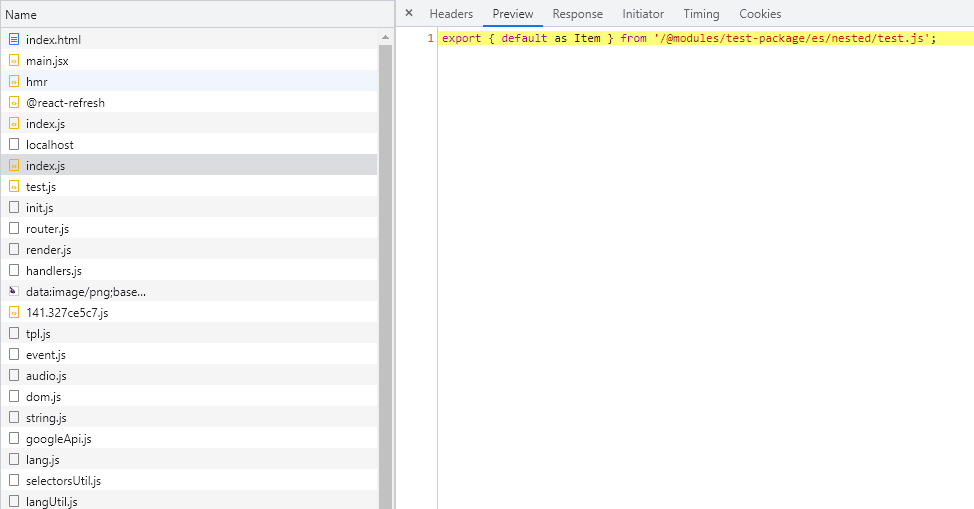 Name
index.html
main.jsx
hmr
@react-refresh
index.js
localhost
index.js
test.js
init.js
router.js
render.js
handlers.js
data:image/png;base...
141.327ce5c7.js
tpl.js
event.js
audio.js
dom.js
string.js
googleApi.js
lang.js
selectorsUtil.js
langUtil.js
× Headers Preview Response Initiator Timing Cookies
1 export { default as Item } from '/@modules/test-package/es/nested/test.js';